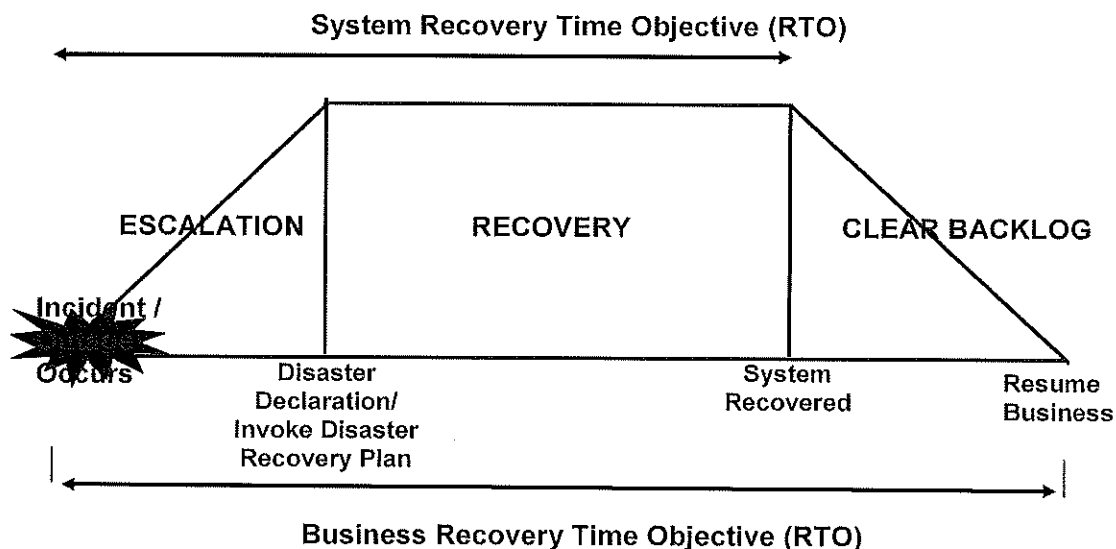 System Recovery Time Objective (RTO)
ESCALATION
RECOVERY
CLEAR BACKLOG
Incident /
Occurs
Disaster
Declaration/
Invoke Disaster
Recovery Plan
System
Recovered
Resume
Business
Business Recovery Time Objective (RTO)